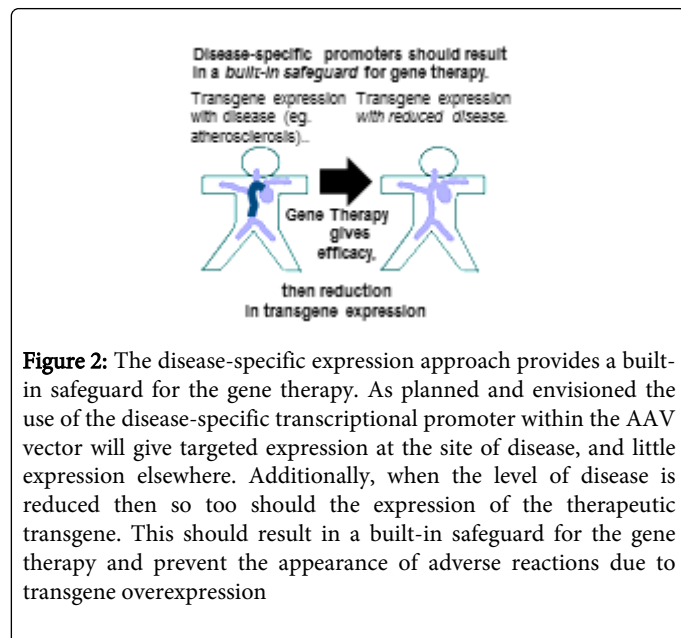 Disease-specific promoters should result
in a built-in safeguard for gene therapy.
Transgene expression
with disease (eg.
atherosclerosis)..
Transgene expression
with reduced disease.
Gene Therapy
gives
efficacy,
then reduction
in transgene expression
Figure 2: The disease-specific expression approach provides a built-
in safeguard for the gene therapy. As planned and envisioned the
use of the disease-specific transcriptional promoter within the AAV
vector will give targeted expression at the site of disease, and little
expression elsewhere. Additionally, when the level of disease is
reduced then so too should the expression of the therapeutic
transgene. This should result in a built-in safeguard for the gene
therapy and prevent the appearance of adverse reactions due to
transgene overexpression